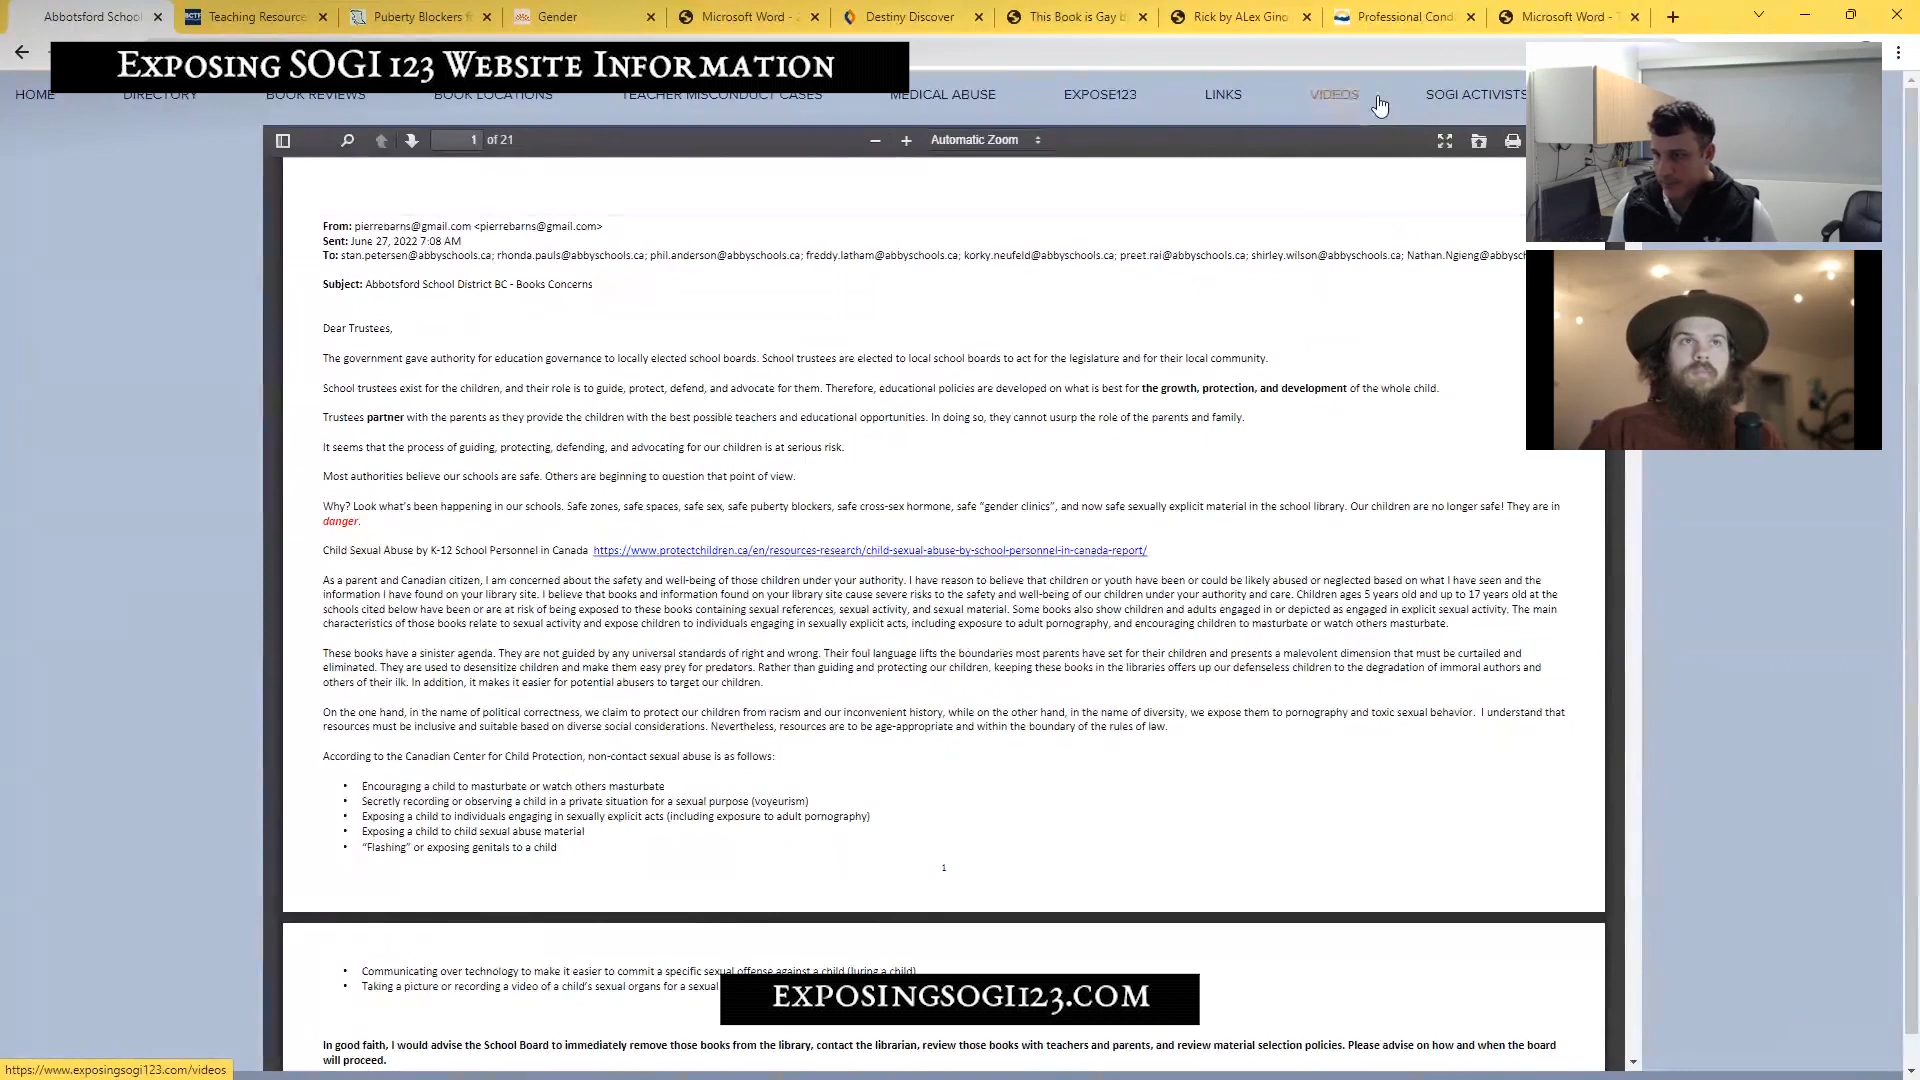 Abbotsford School
Teaching Resource
Puberty Blockers f
Gender
Microsoft Word - 2
Destiny Discover
This Book is Gay b
Rick by ALex Gino
Professional Cond
Microsoft Word - T
EXPOSING SOGI 123 WEBSITE INFORMATION
HOME DIRECTORY BOOK REVIEWS BOOK LOCATIONS TEACHER MISCONDUCT CASES MEDICAL ABUSE EXPOSE123 LINKS VIDEOS SOGI ACTIVISTS
1 of 21
Automatic Zoom
From: pierrebarns@gmail.com <pierrebarns@gmail.com>
Sent: June 27, 2022 7:08 AM
To: stan.petersen@abbyschools.ca; rhonda.pauls@abbyschools.ca; phil.anderson@abbyschools.ca; freddy.latham@abbyschools.ca; korky.neufeld@abbyschools.ca; preet.rai@abbyschools.ca; shirley.wilson@abbyschools.ca; Nathan.Ngieng@abbysch
Subject: Abbotsford School District BC - Books Concerns
Dear Trustees,
The government gave authority for education governance to locally elected school boards. School trustees are elected to local school boards to act for the legislature and for their local community.
School trustees exist for the children, and their role is to guide, protect, defend, and advocate for them. Therefore, educational policies are developed on what is best for the growth, protection, and development of the whole child.
Trustees partner with the parents as they provide the children with the best possible teachers and educational opportunities. In doing so, they cannot usurp the role of the parents and family.
It seems that the process of guiding, protecting, defending, and advocating for our children is at serious risk.
Most authorities believe our schools are safe. Others are beginning to question that point of view.
Why? Look what's been happening in our schools. Safe zones, safe spaces, safe sex, safe puberty blockers, safe cross-sex hormone, safe "gender clinics", and now safe sexually explicit material in the school library. Our children are no longer safe! They are in
danger.
Child Sexual Abuse by K-12 School Personnel in Canada https://www.protectchildren.ca/en/resources-research/child-sexual-abuse-by-school-personnel-in-canada-report/
As a parent and Canadian citizen, I am concerned about the safety and well-being of those children under your authority. I have reason to believe that children or youth have been or could be likely abused or neglected based on what I have seen and the
information I have found on your library site. I believe that books and information found on your library site cause severe risks to the safety and well-being of our children under your authority and care. Children ages 5 years old and up to 17 years old at the
schools cited below have been or are at risk of being exposed to these books containing sexual references, sexual activity, and sexual material. Some books also show children and adults engaged in or depicted as engaged in explicit sexual activity. The main
characteristics of those books relate to sexual activity and expose children to individuals engaging in sexually explicit acts, including exposure to adult pornography, and encouraging children to masturbate or watch others masturbate.
These books have a sinister agenda. They are not guided by any universal standards of right and wrong. Their foul language lifts the boundaries most parents have set for their children and presents a malevolent dimension that must be curtailed and
eliminated. They are used to desensitize children and make them easy prey for predators. Rather than guiding and protecting our children, keeping these books in the libraries offers up our defenseless children to the degradation of immoral authors and
others of their ilk. In addition, it makes it easier for potential abusers to target our children.
On the one hand, in the name of political correctness, we claim to protect our children from racism and our inconvenient history, while on the other hand, in the name of diversity, we expose them to pornography and toxic sexual behavior. I understand that
resources must be inclusive and suitable based on diverse social considerations. Nevertheless, resources are to be age-appropriate and within the boundary of the rules of law.
According to the Canadian Center for Child Protection, non-contact sexual abuse is as follows:
• Encouraging a child to masturbate or watch others masturbate
• Secretly recording or observing a child in a private situation for a sexual purpose (voyeurism)
• Exposing a child to individuals engaging in sexually explicit acts (including exposure to adult pornography)
• Exposing a child to child sexual abuse material
• "Flashing" or exposing genitals to a child
1
• Communicating over technology to make it easier to commit a specific sexual offense against a child (luring a child)
• Taking a picture or recording a video of a child's sexual organs for a sexual
EXPOSINGSOGI123.COM
In good faith, I would advise the School Board to immediately remove those books from the library, contact the librarian, review those books with teachers and parents, and review material selection policies. Please advise on how and when the board
will proceed.
https://www.exposingsogi123.com/videos